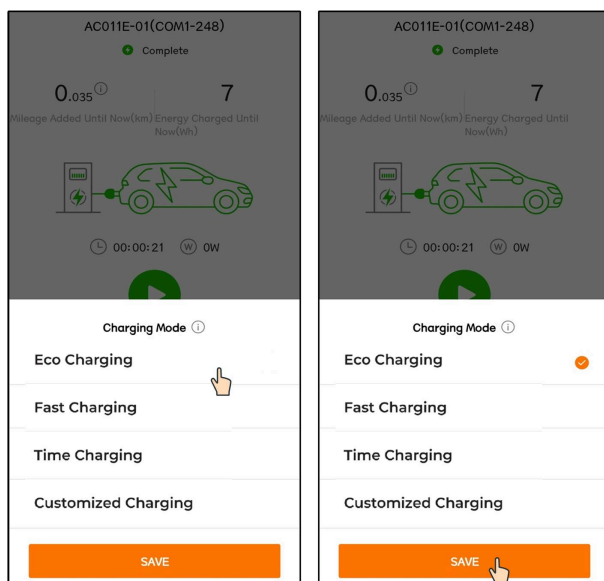 AC011E-01(COM1-248)
Complete
0.035
7
Mileage Added Until Now(km)
Energy Charged Until
Now(Wh)
00:00:21
W
0W
Charging Mode
Eco Charging
Fast Charging
Time Charging
Customized Charging
SAVE
AC011E-01(COM1-248)
Complete
0.035
7
Mileage Added Until Now(km)
Energy Charged Until
Now(Wh)
00:00:21
W
0W
Charging Mode
Eco Charging
Fast Charging
Time Charging
Customized Charging
SAVE